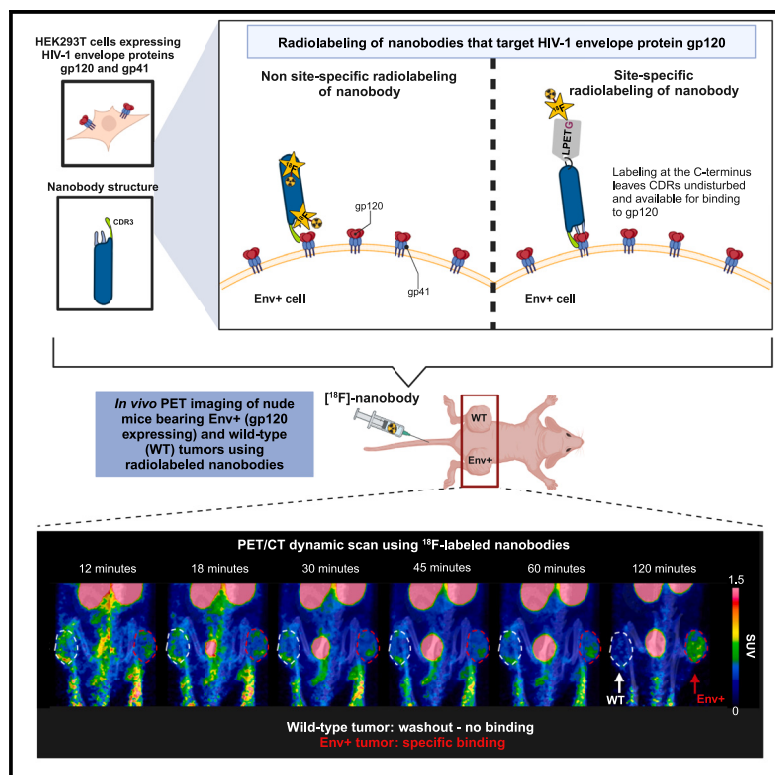 HEK293T cells expressing
HIV-1 envelope proteins
gp120 and gp41
Nanobody structure
CDR3
Radiolabeling of nanobodies that target HIV-1 envelope protein gp120
Non site-specific radiolabeling
of nanobody
18F
18F
gp120
gp41
Env+ cell
Site-specific
radiolabeling of nanobody
18F
LPETG
Labeling at the C-terminus
leaves CDRs undisturbed
and available for binding
to gp120
Env+ cell
In vivo PET imaging of nude
mice bearing Env+ (gp120
expressing) and wild-type
(WT) tumors using
radiolabeled nanobodies
[¹⁸F]-nanobody
WT
Env+
PET/CT dynamic scan using ¹⁸F-labeled nanobodies
12 minutes 18 minutes 30 minutes 45 minutes 60 minutes 120 minutes
1.5
SUV
0
WT
Env+
Wild-type tumor: washout - no binding
Env+ tumor: specific binding